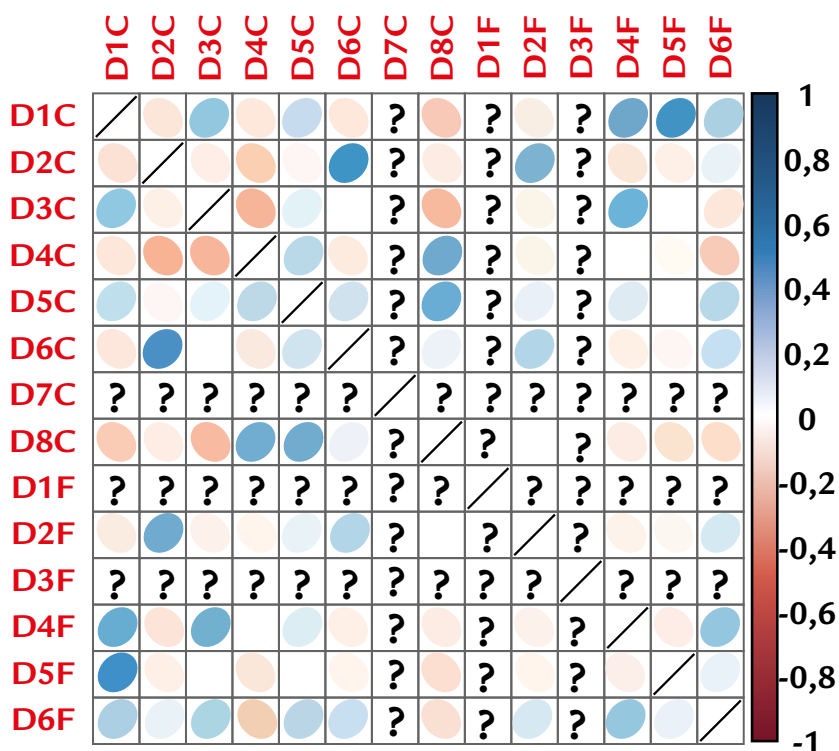 D1C D2C D3C D4C D5C D6C D7C D8C D1F D2F D3F D4F D5F D6F
D1C ? ? ?
D2C ? ? ?
D3C ? ? ?
D4C ? ? ?
D5C ? ? ?
D6C ? ? ?
D7C ? ? ? ? ? ? ? ? ? ? ? ? ?
D8C ? ? ?
D1F ? ? ? ? ? ? ? ? ? ? ? ? ?
D2F ? ? ?
D3F ? ? ? ? ? ? ? ? ? ? ? ? ?
D4F ? ? ?
D5F ? ? ?
D6F ? ? ?
1
0,8
0,6
0,4
0,2
0
-0,2
-0,4
-0,6
-0,8
-1